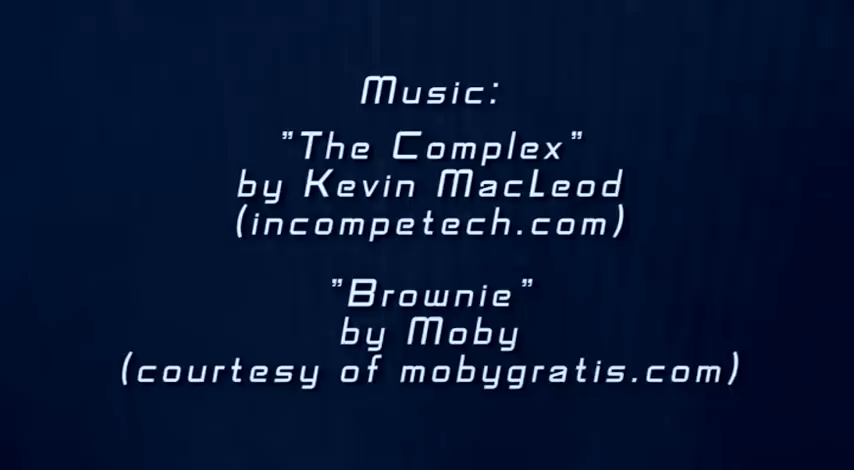 Music:
"The Complex"
by Kevin MacLeod
(incompetech.com)
"Brownie"
by Moby
(courtesy of mobygratis.com)